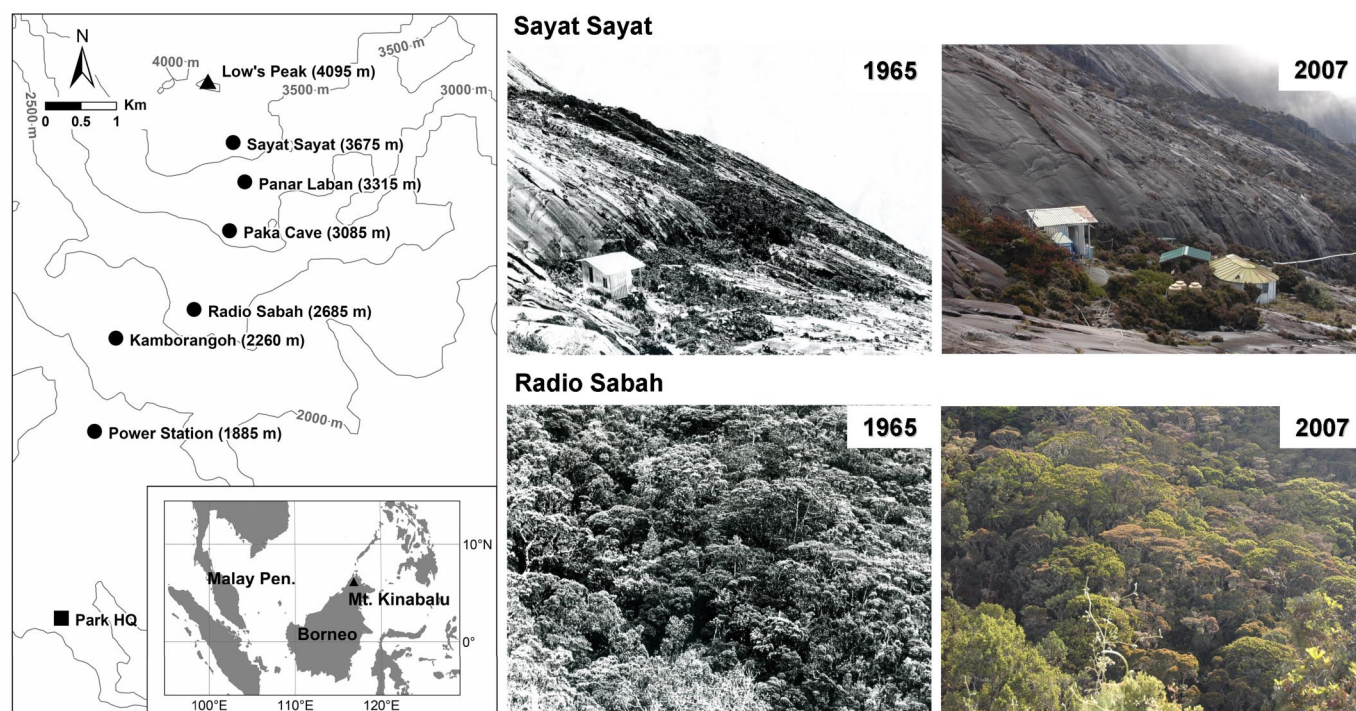 N
0 0.5 1 Km
4000 m
3500 m
Low's Peak (4095 m)
3500 m
3000 m
2500 m
Sayat Sayat (3675 m)
Panar Laban (3315 m)
Paka Cave (3085 m)
Radio Sabah (2685 m)
Kamborangoh (2260 m)
2000 m
Power Station (1885 m)
Park HQ
Malay Pen.
Mt. Kinabalu
Borneo
10°N
0°
100°E 110°E 120°E
Sayat Sayat
1965
2007
Radio Sabah
1965
2007